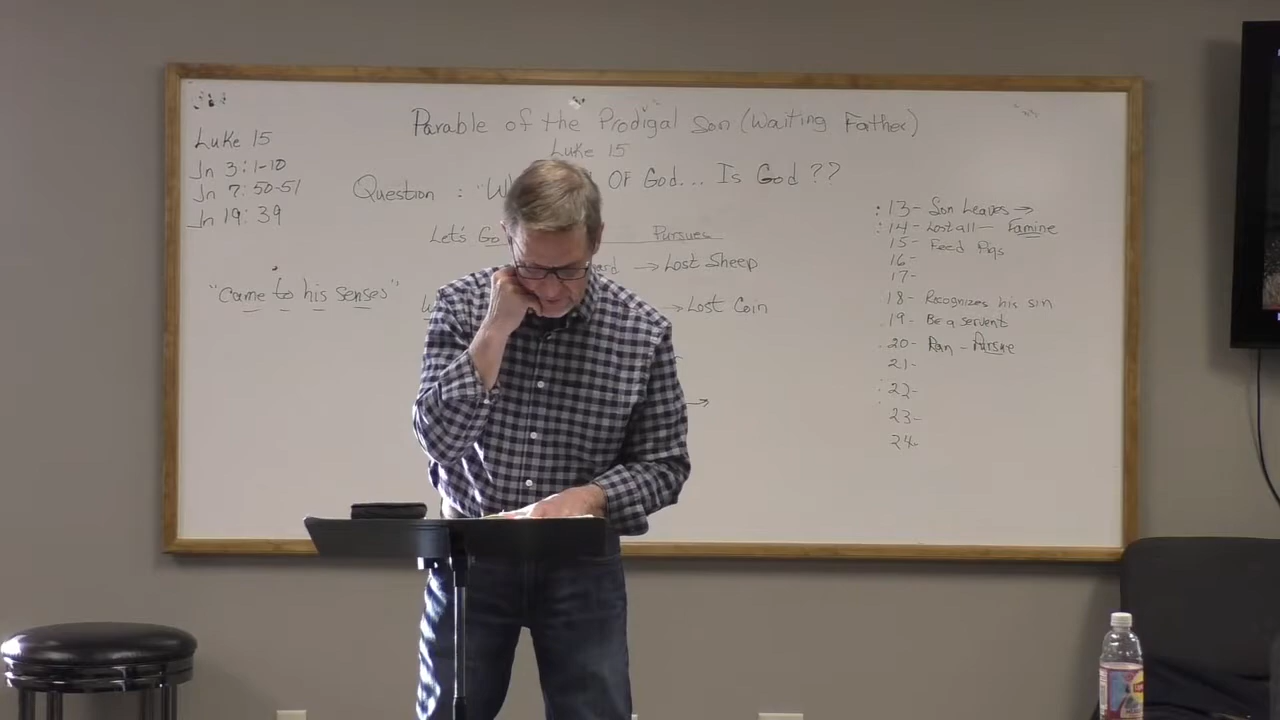 Parable of the Prodigal Son (Waiting Father)
Luke 15
Question : "W OF God... Is God ??
Let's Go Pursues
ard → Lost Sheep
W → Lost Coin
Luke 15
Jn 3:1-10
Jn 7:50-51
Jn 19:39
"Came to his senses"
:13- Son Leaves →
:14- Lost all - Famine
15- Feed Pigs
16-
17-
18- Recognizes his sin
19- Be a servent
20- Ran - Pursue
21-
22-
23-
24-